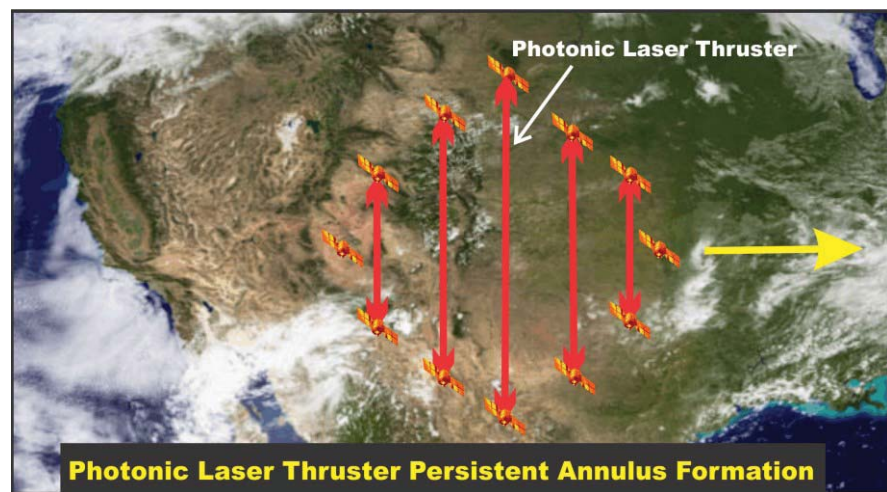 Photonic Laser Thruster
Photonic Laser Thruster Persistent Annulus Formation